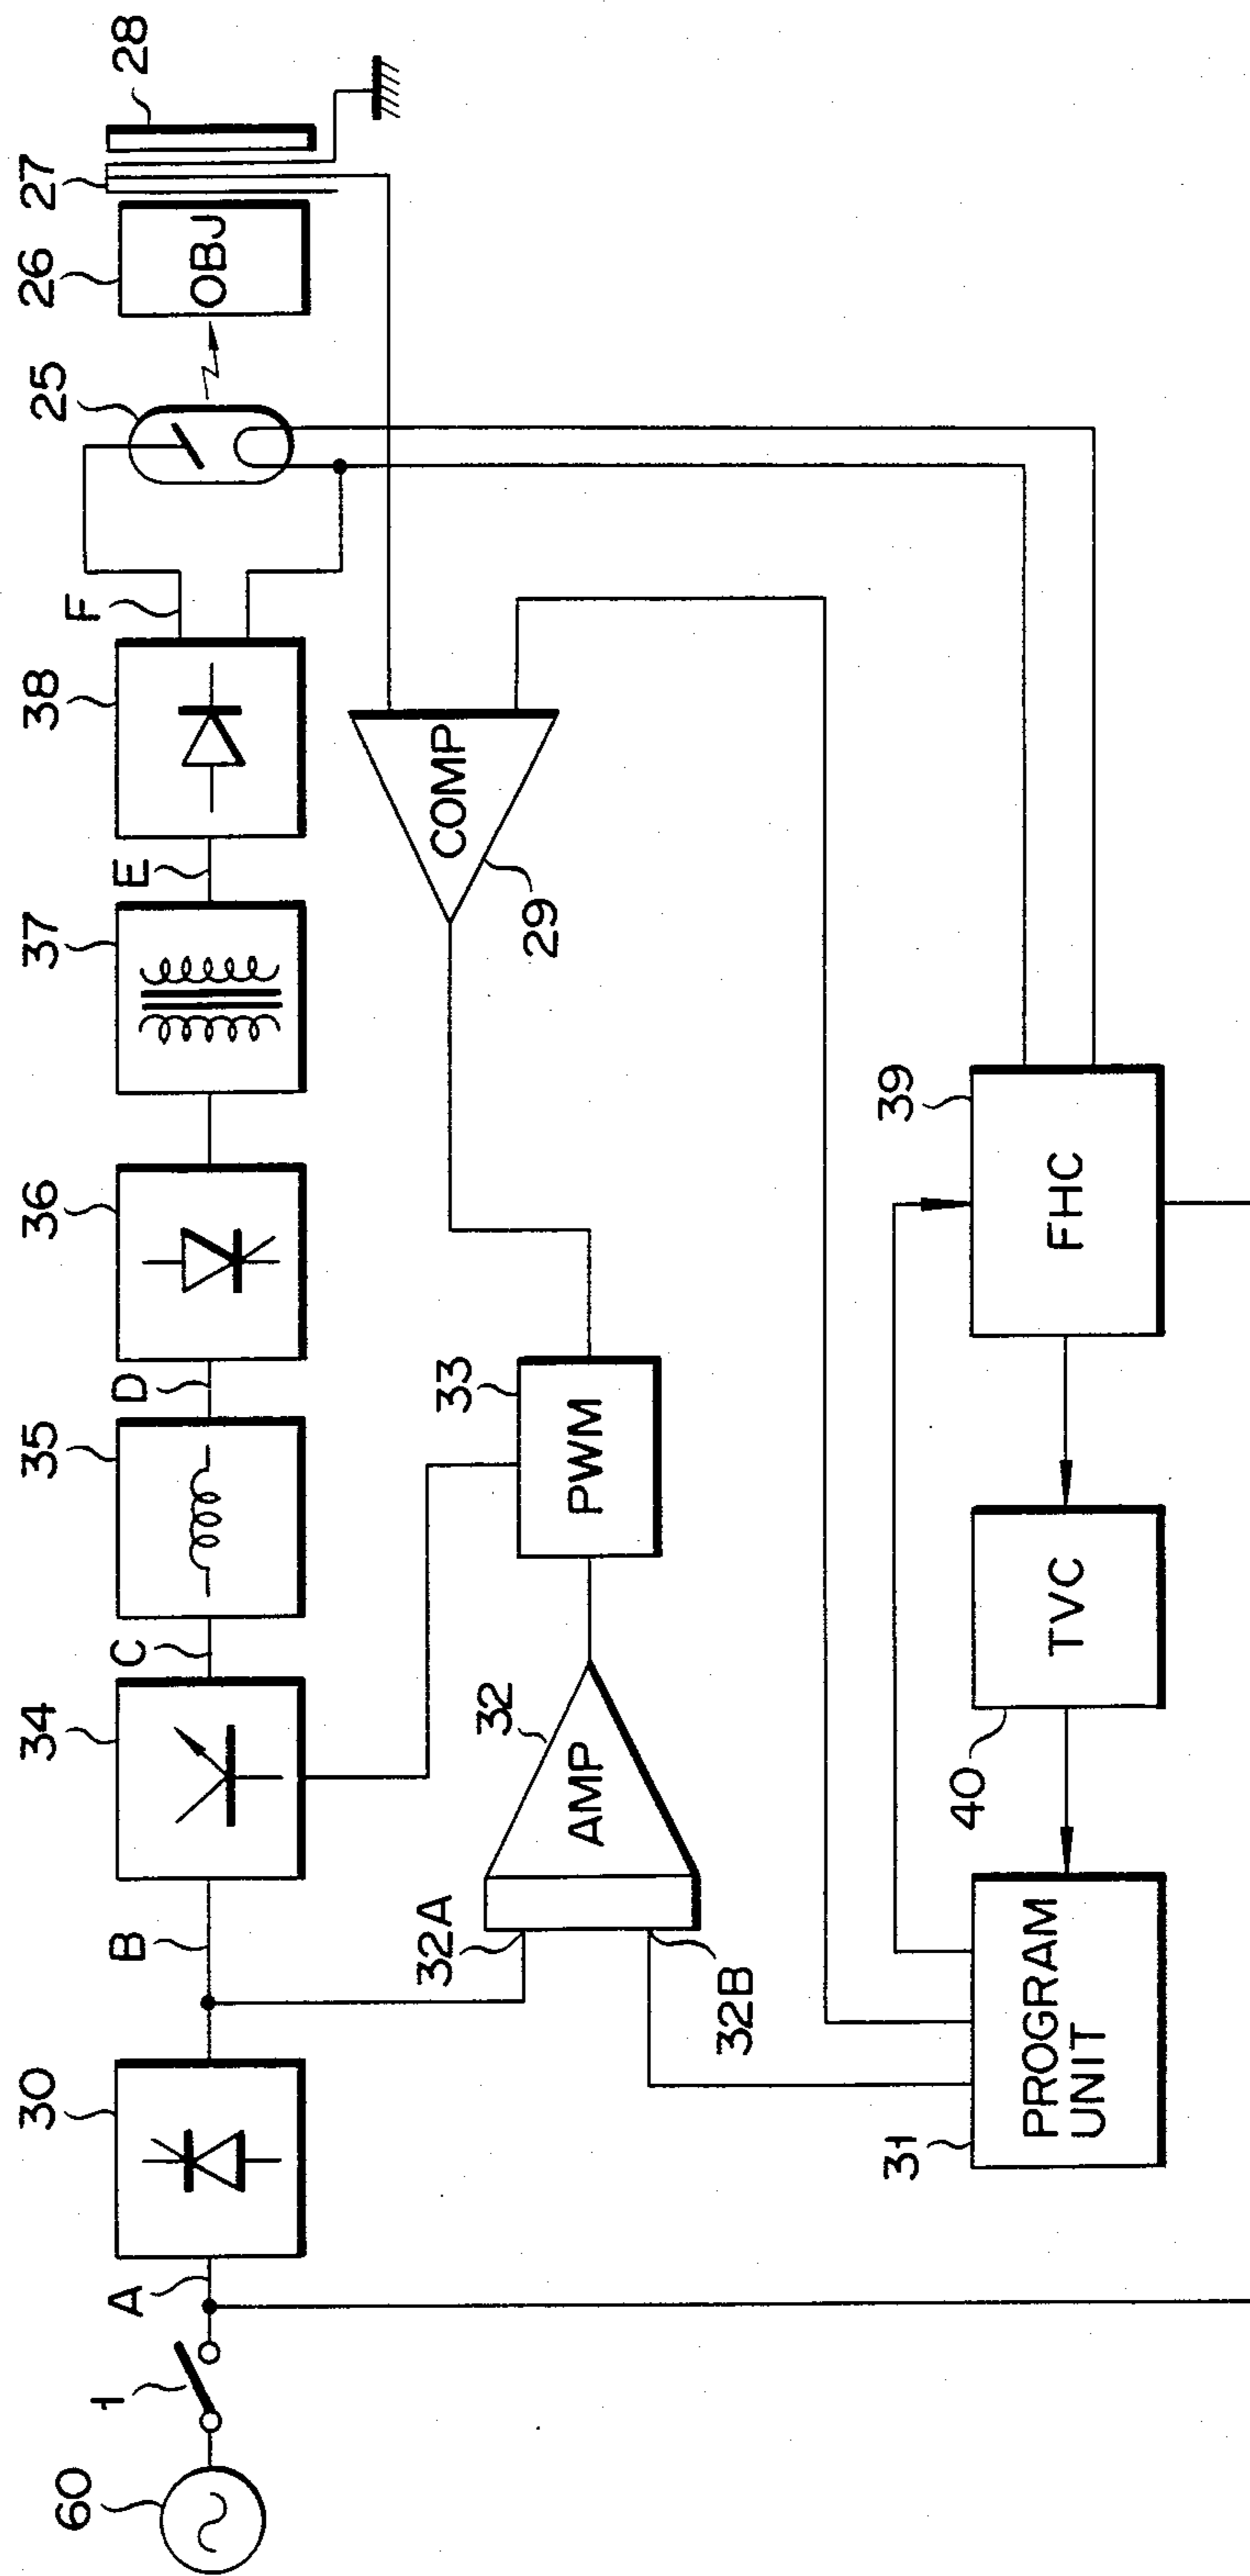 60
1
A
30
B
34
C
35
D
36
37
E
38
F
25
26
OBJ
27
28
32A
32B
AMP
32
PWM
33
COMP
29
31
PROGRAM
UNIT
40
TVC
39
FHC